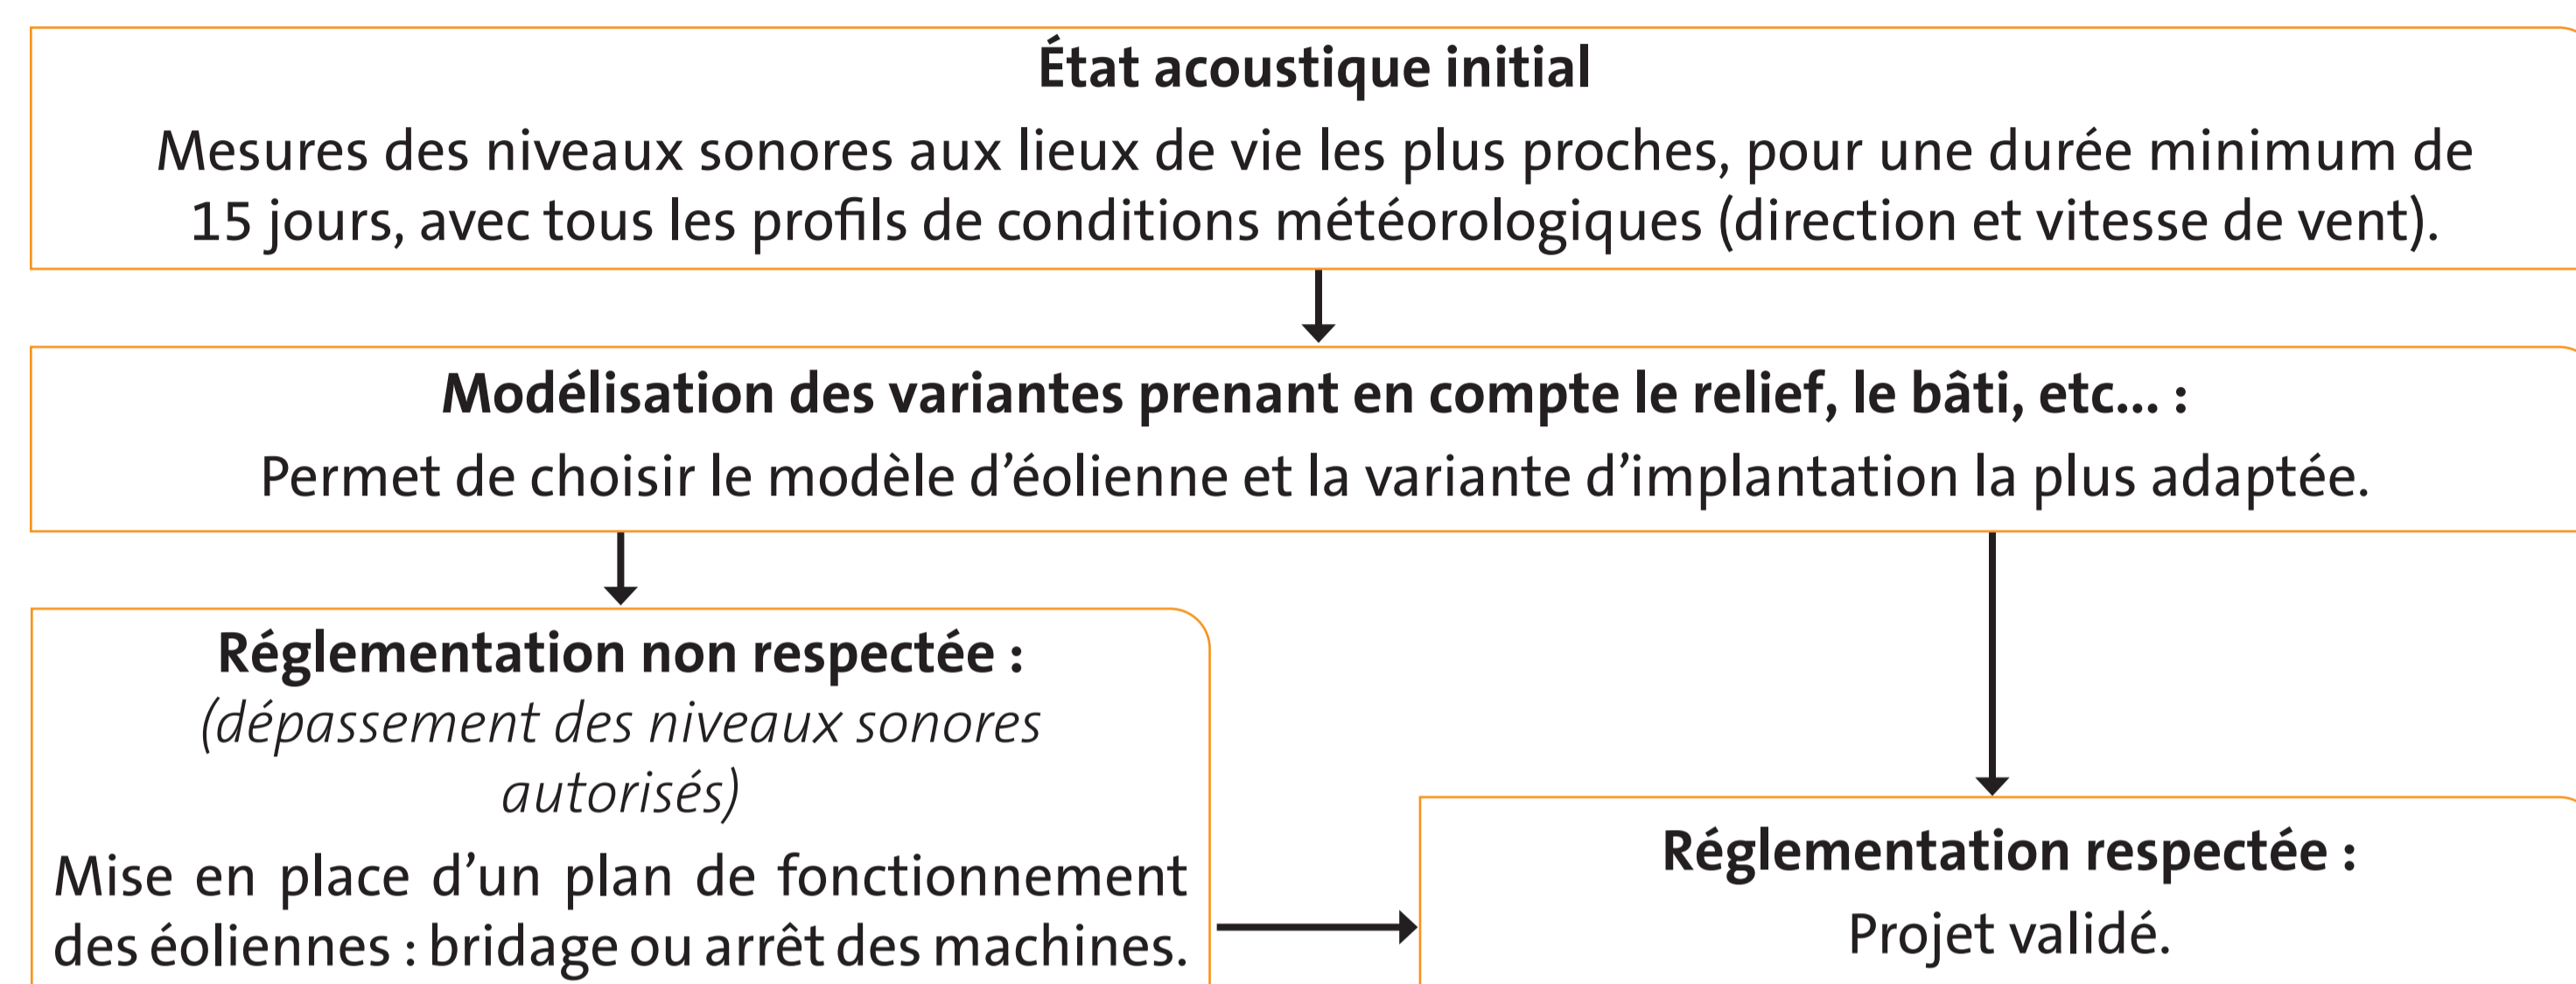 État acoustique initial
Mesures des niveaux sonores aux lieux de vie les plus proches, pour une durée minimum de
15 jours, avec tous les profils de conditions météorologiques (direction et vitesse de vent).
Modélisation des variantes prenant en compte le relief, le bâti, etc... :
Permet de choisir le modèle d’éolienne et la variante d’implantation la plus adaptée.
Réglementation non respectée :
(dépassement des niveaux sonores
autorisés)
Mise en place d’un plan de fonctionnement
des éoliennes : bridage ou arrêt des machines.
Réglementation respectée :
Projet validé.